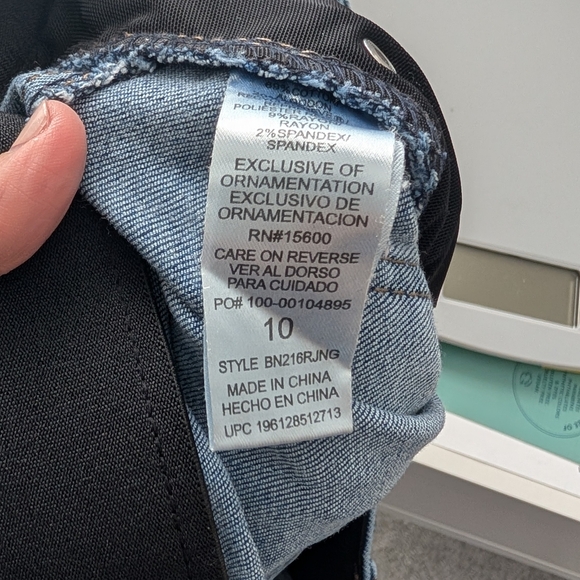 POLIÉSTER/
9%RAYON/
RAYON
2%SPANDEX/
SPANDEX
EXCLUSIVE OF
ORNAMENTATION
EXCLUSIVO DE
ORNAMENTACION
RN#15600
CARE ON REVERSE
VER AL DORSO
PARA CUIDADO
PO# 100-00104895
10
STYLE BN216RJNG
MADE IN CHINA
HECHO EN CHINA
UPC 196128512713